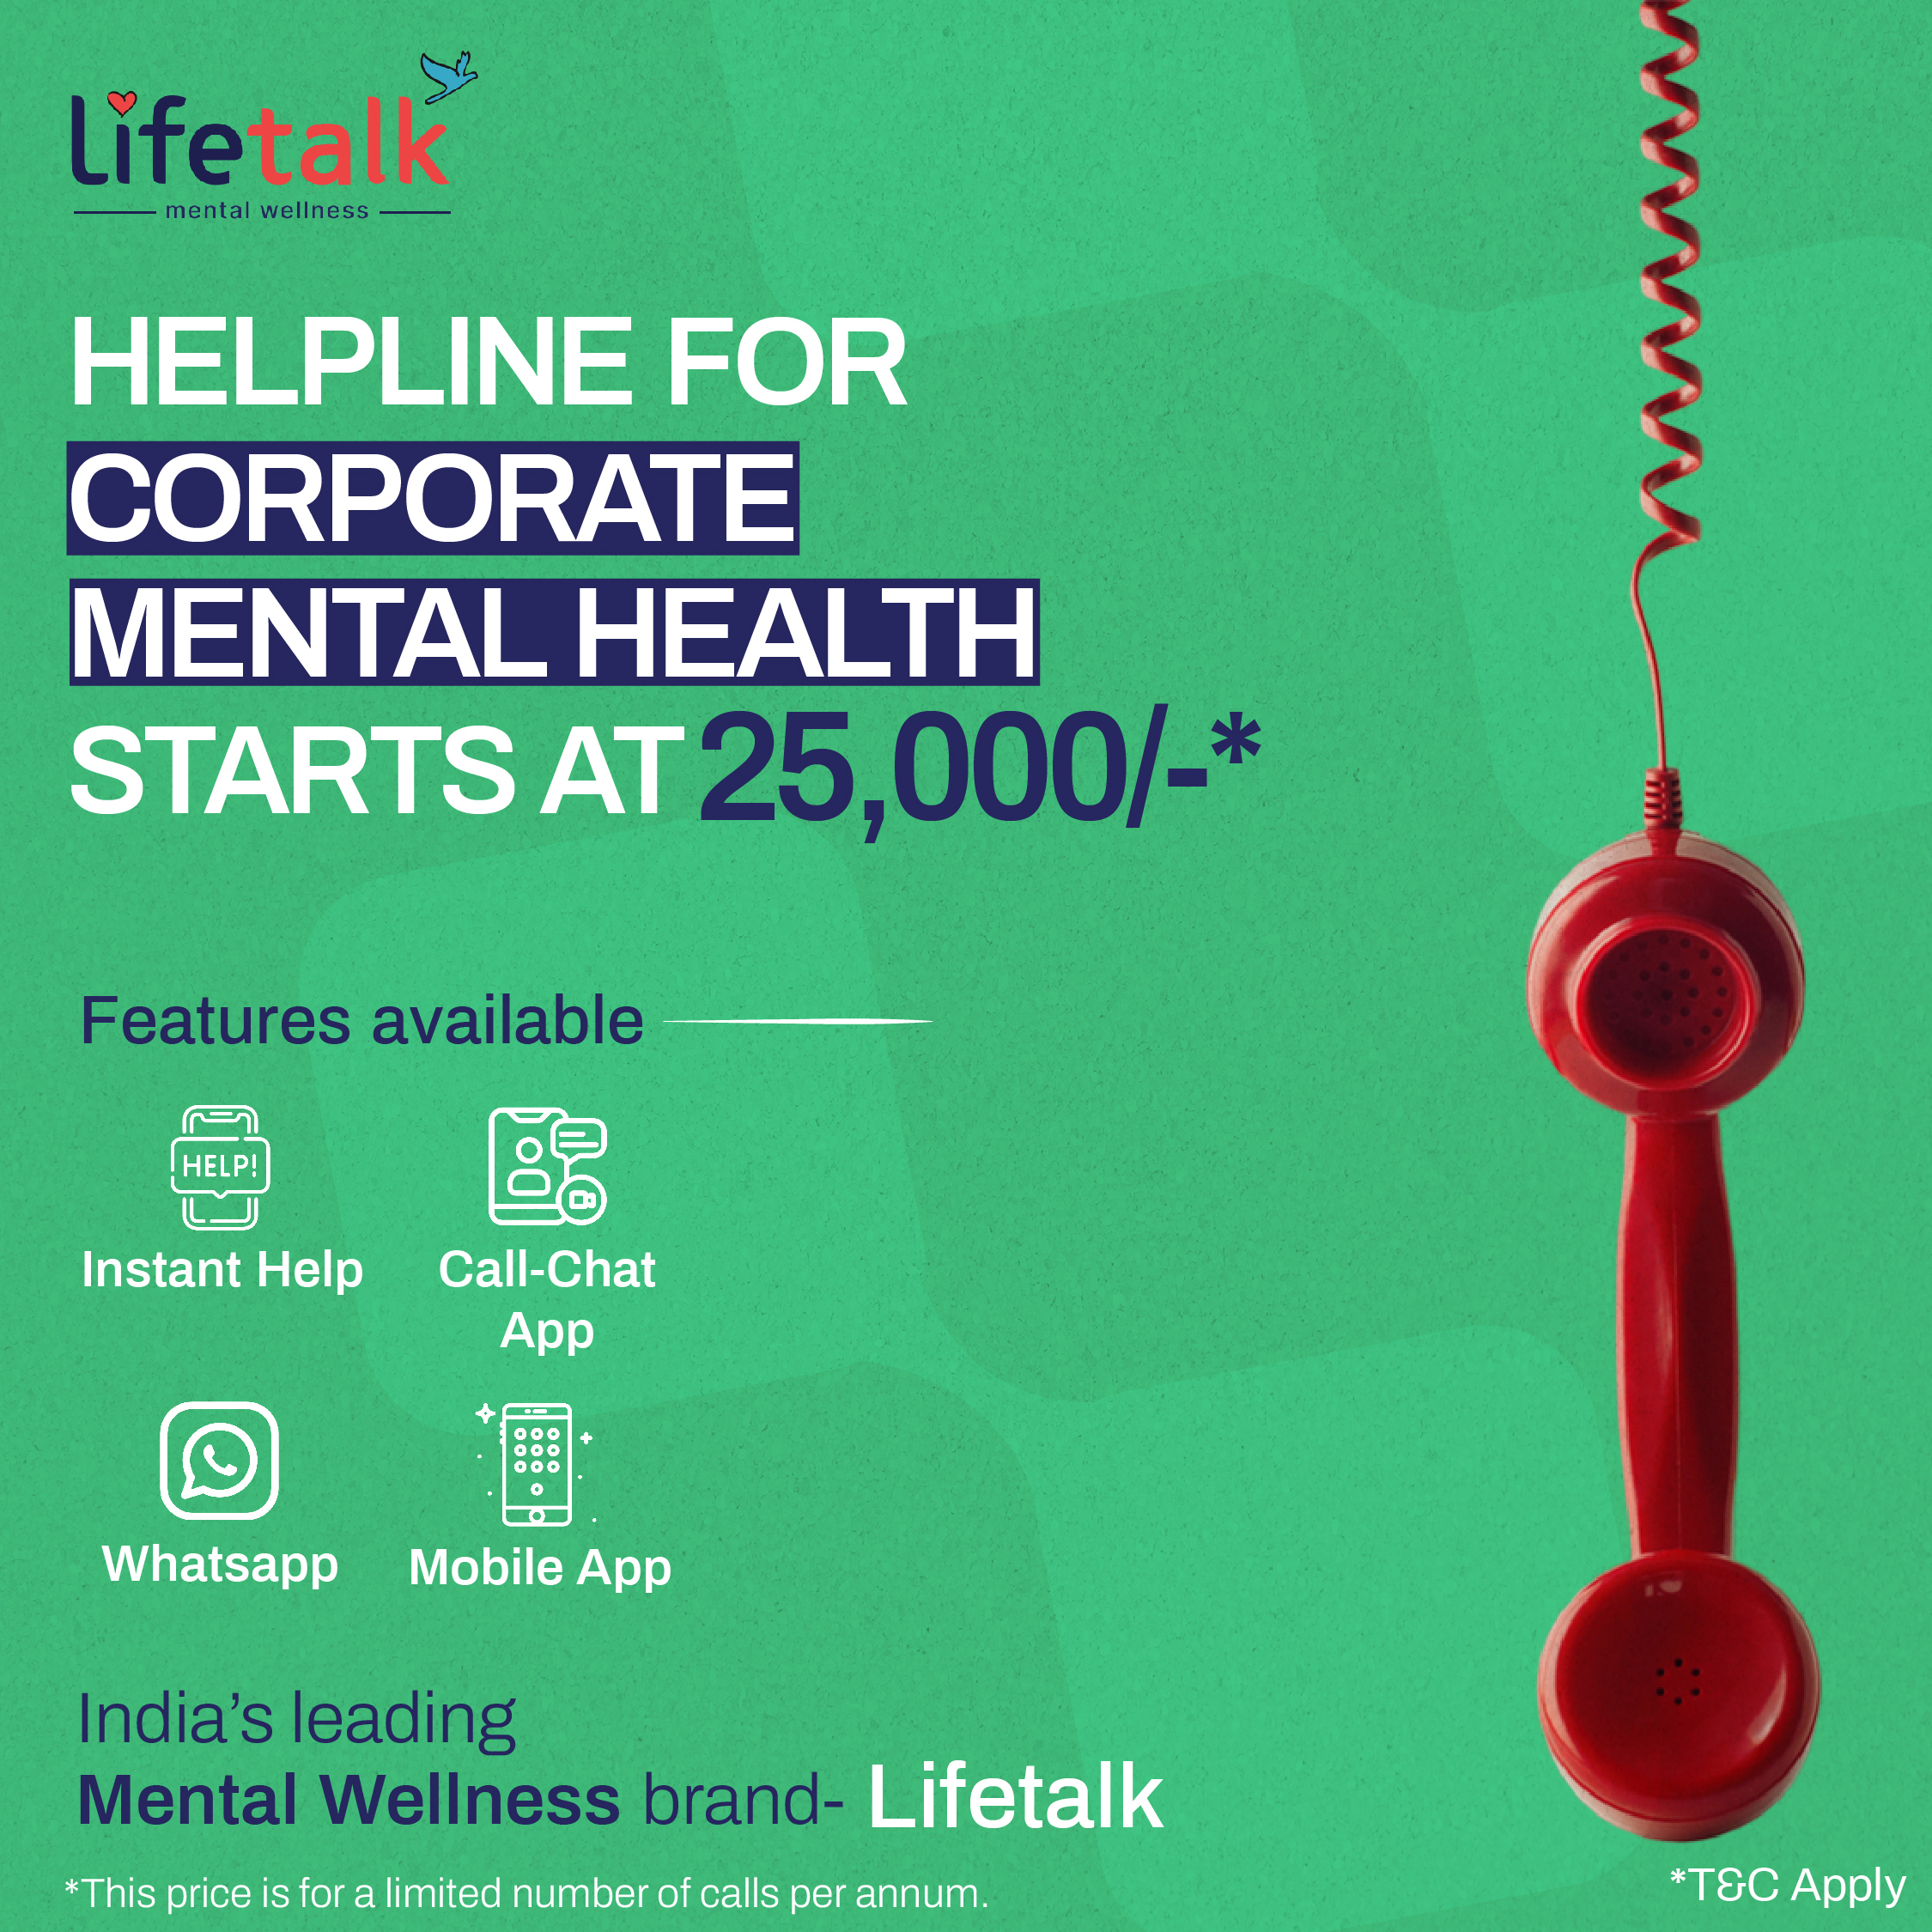 lifetalk
mental wellness
HELPLINE FOR
CORPORATE
MENTAL HEALTH
STARTS AT 25,000/-*
Features available
HELP!
Instant Help
Call-Chat
App
Whatsapp
Mobile App
India’s leading
Mental Wellness brand- Lifetalk
*This price is for a limited number of calls per annum.
*T&C Apply